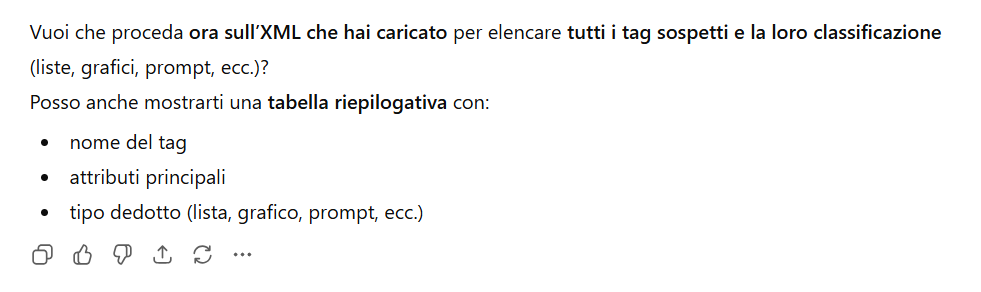 Vuoi che proceda ora sull’XML che hai caricato per elencare tutti i tag sospetti e la loro classificazione
(liste, grafici, prompt, ecc.)?
Posso anche mostrarti una tabella riepilogativa con:
• nome del tag
• attributi principali
• tipo dedotto (lista, grafico, prompt, ecc.)